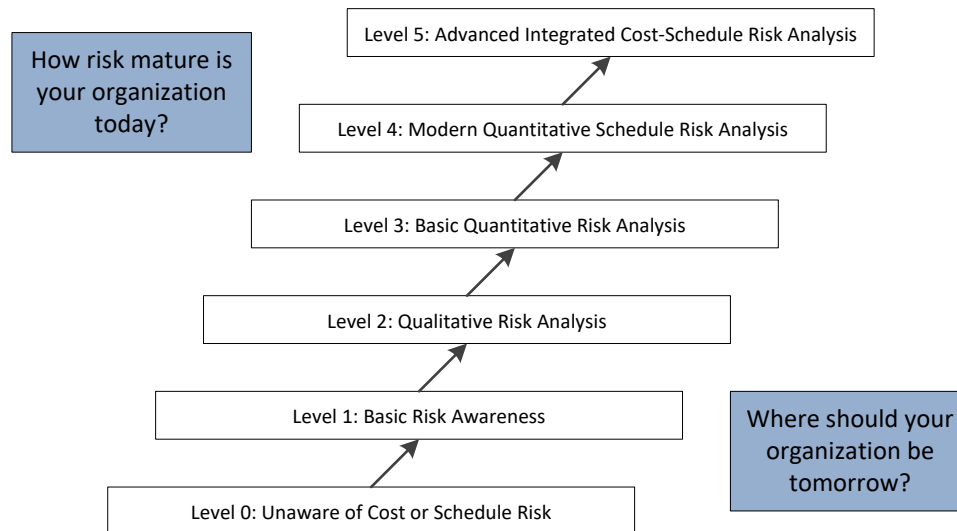 Level 5: Advanced Integrated Cost-Schedule Risk Analysis
How risk mature is
your organization
today?
Level 4: Modern Quantitative Schedule Risk Analysis
Level 3: Basic Quantitative Risk Analysis
Level 2: Qualitative Risk Analysis
Level 1: Basic Risk Awareness
Where should your
organization be
tomorrow?
Level 0: Unaware of Cost or Schedule Risk